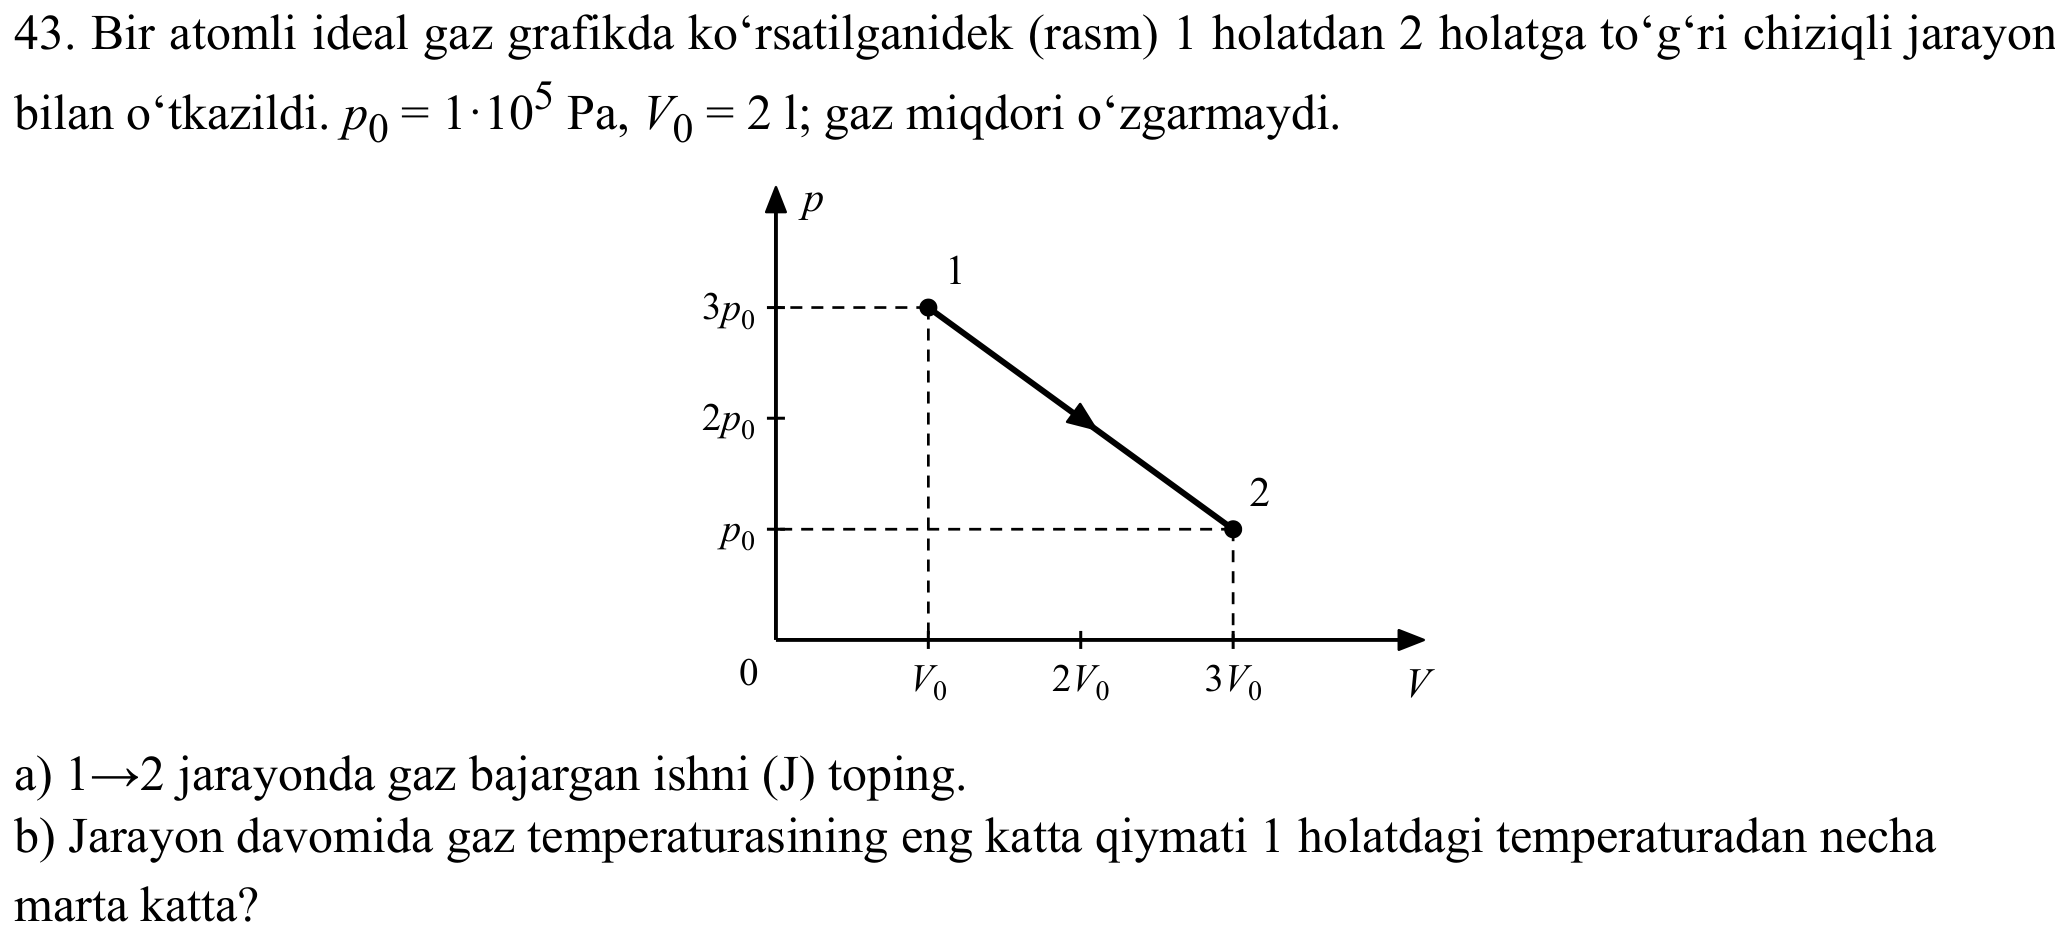 43. Bir atomli ideal gaz grafikda ko‘rsatilganidek (rasm) 1 holatdan 2 holatga to‘g‘ri chiziqli jarayon
bilan o‘tkazildi. p₀ = 1·10⁵ Pa, V₀ = 2 l; gaz miqdori o‘zgarmaydi.
p
1
3p₀
2p₀
2
p₀
0
V₀
2V₀
3V₀
V
a) 1→2 jarayonda gaz bajargan ishni (J) toping.
b) Jarayon davomida gaz temperaturasining eng katta qiymati 1 holatdagi temperaturadan necha
marta katta?